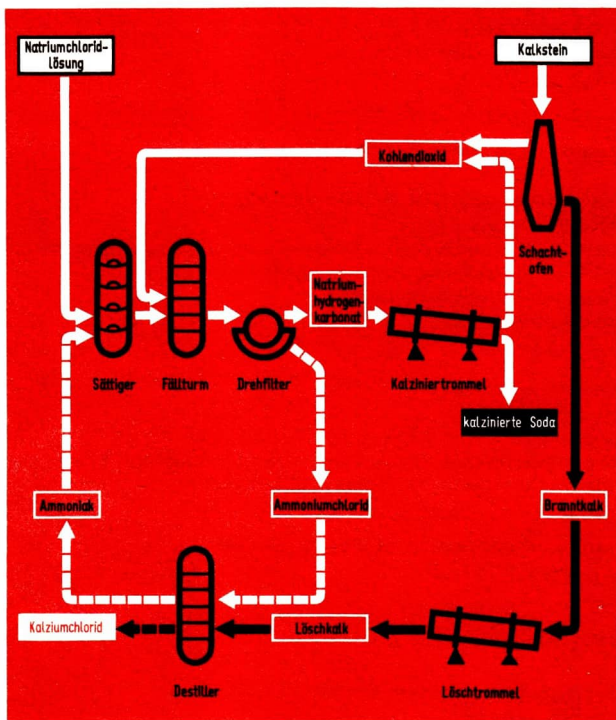 Natriumchlorid-
lösung
Kalkstein
Kohlendioxid
Schacht-
ofen
Natrium-
hydrogen-
karbonat
Sättiger
Fällturm
Drehfilter
Kalziniertrommel
kalzinierte Soda
Ammoniak
Ammoniumchlorid
Branntkalk
Kalziumchlorid
Löschkalk
Destiller
Löschtrommel